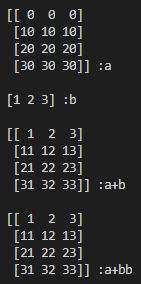 [[ 0  0  0]
 [10 10 10]
 [20 20 20]
 [30 30 30]] :a
[1 2 3] :b
[[ 1  2  3]
 [11 12 13]
 [21 22 23]
 [31 32 33]] :a+b
[[ 1  2  3]
 [11 12 13]
 [21 22 23]
 [31 32 33]] :a+bb